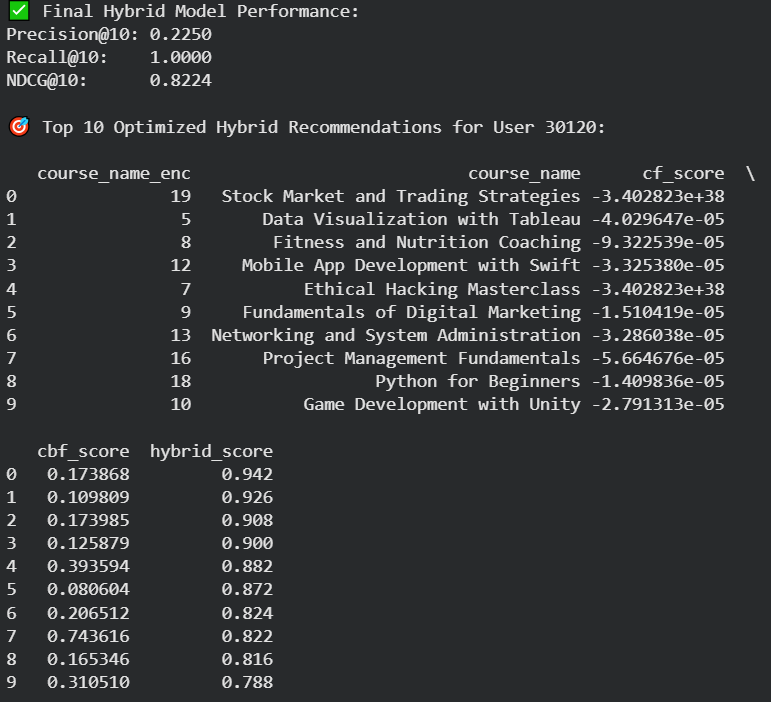 ✅ Final Hybrid Model Performance:
Precision@10: 0.2250
Recall@10:    1.0000
NDCG@10:      0.8224
🎯 Top 10 Optimized Hybrid Recommendations for User 30120:
course_name_enc course_name cf_score \
0 19 Stock Market and Trading Strategies -3.402823e+38
1 5 Data Visualization with Tableau -4.029647e-05
2 8 Fitness and Nutrition Coaching -9.322539e-05
3 12 Mobile App Development with Swift -3.325380e-05
4 7 Ethical Hacking Masterclass -3.402823e+38
5 9 Fundamentals of Digital Marketing -1.510419e-05
6 13 Networking and System Administration -3.286038e-05
7 16 Project Management Fundamentals -5.664676e-05
8 18 Python for Beginners -1.409836e-05
9 10 Game Development with Unity -2.791313e-05
cbf_score hybrid_score
0 0.173868 0.942
1 0.109809 0.926
2 0.173985 0.908
3 0.125879 0.900
4 0.393594 0.882
5 0.080604 0.872
6 0.206512 0.824
7 0.743616 0.822
8 0.165346 0.816
9 0.310510 0.788